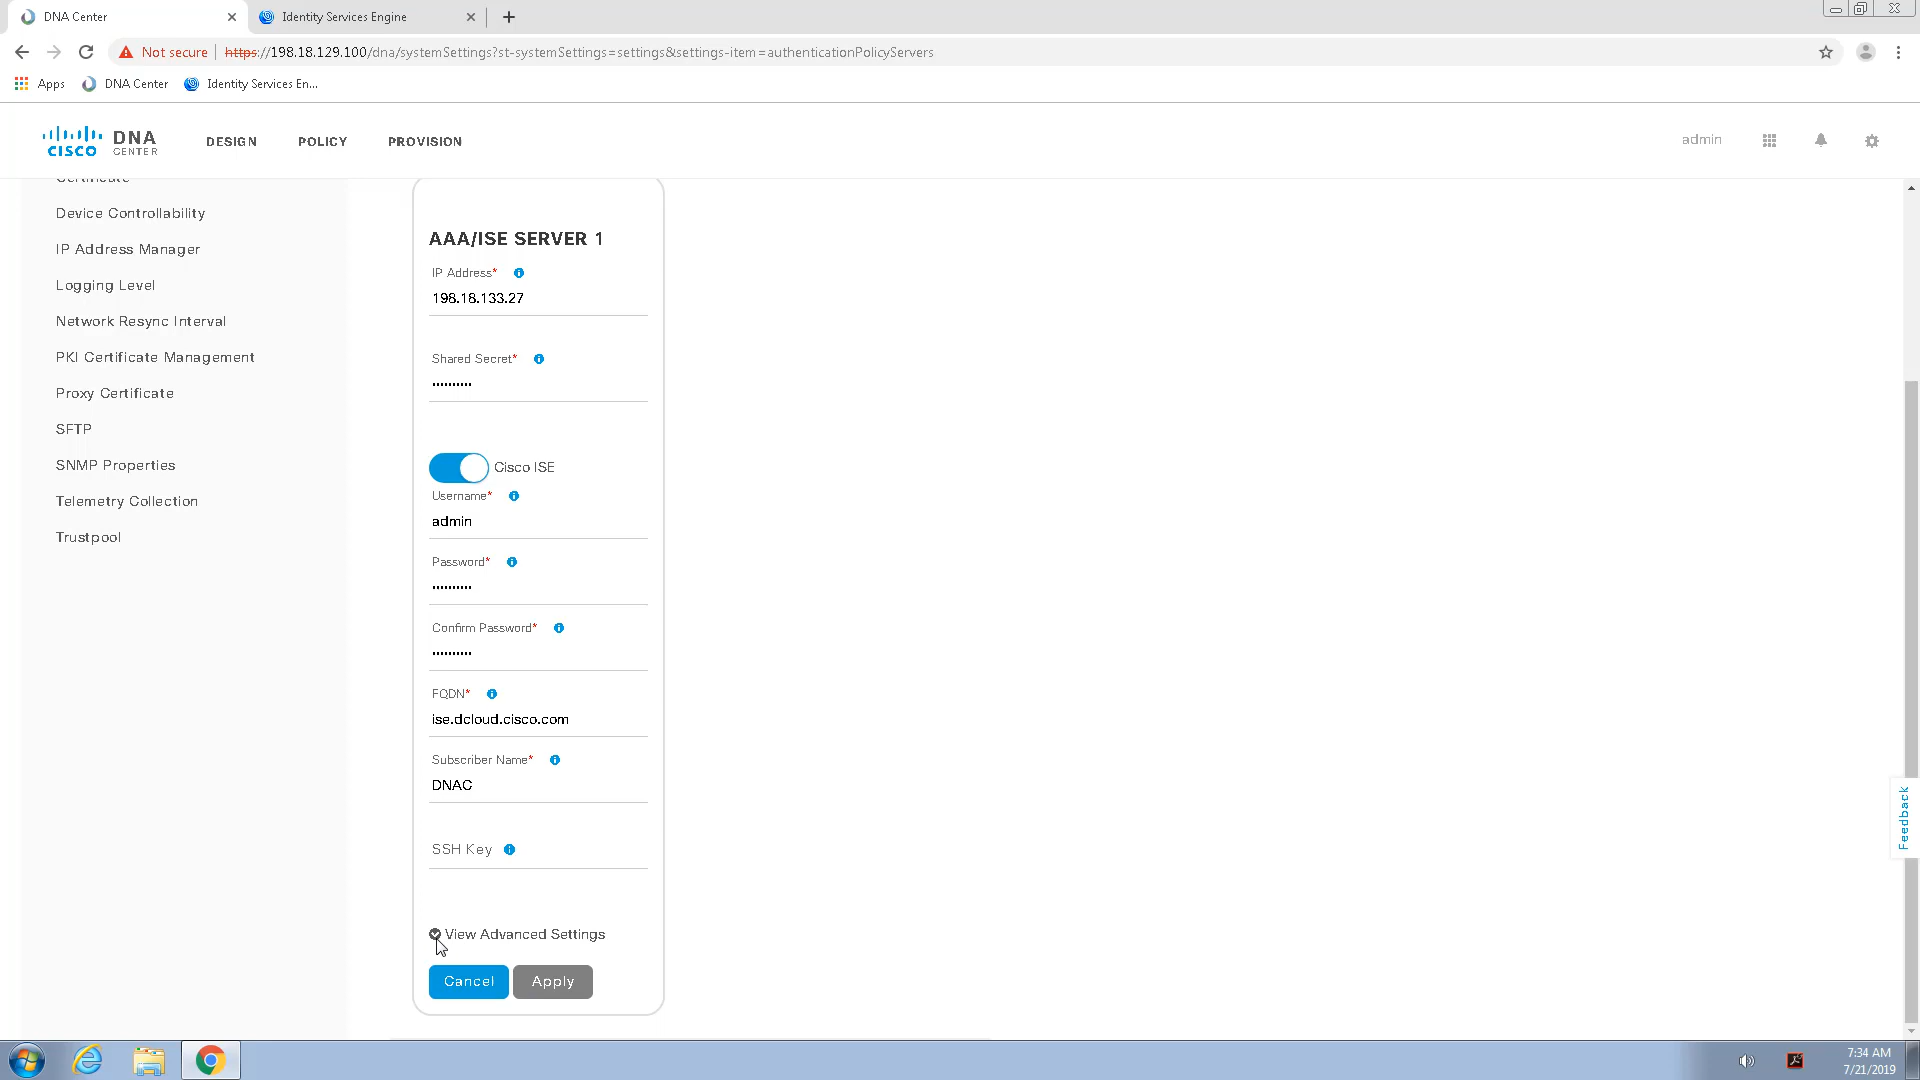 DNA Center
Identity Services Engine
Not secure
https://198.18.129.100/dna/systemSettings?st-systemSettings=settings&settings-item=authenticationPolicyServers
Apps
DNA Center
Identity Services En...
CISCO
DNA
CENTER
DESIGN
POLICY
PROVISION
admin
Certificate
Device Controllability
IP Address Manager
Logging Level
Network Resync Interval
PKI Certificate Management
Proxy Certificate
SFTP
SNMP Properties
Telemetry Collection
Trustpool
AAA/ISE SERVER 1
IP Address*
198.18.133.27
Shared Secret*
••••••••••
Cisco ISE
Username*
admin
Password*
••••••••••
Confirm Password*
••••••••••
FQDN*
ise.dcloud.cisco.com
Subscriber Name*
DNAC
SSH Key
View Advanced Settings
Cancel
Apply
Feedback
7:34 AM
7/21/2019